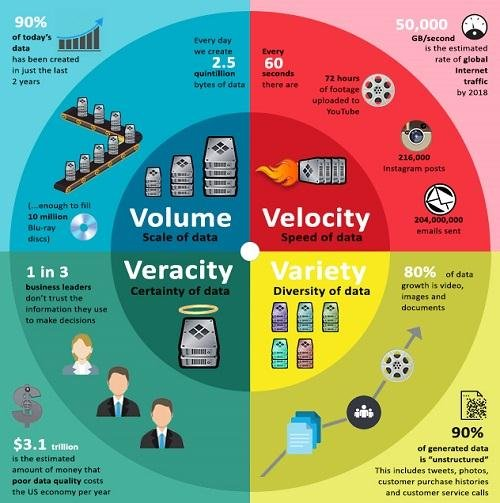 90%
of today's
data
has been created
in just the last
2 years
Every day
we create
2.5
quintillion
bytes of data
(...enough to fill
10 million
Blu-ray
discs)
Volume
Scale of data
50,000
GB/second
is the estimated
rate of global
Internet
traffic
by 2018
Every
60
seconds
there are
72 hours
of footage
uploaded to
YouTube
216,000
Instagram posts
204,000,000
emails sent
Velocity
Speed of data
Veracity
Certainty of data
1 in 3
business leaders
don't trust the
information they use
to make decisions
$3.1 trillion
is the estimated
amount of money that
poor data quality costs
the US economy per year
Variety
Diversity of data
80% of data
growth is video,
images and
documents
90%
of generated data
is "unstructured"
This includes tweets, photos,
customer purchase histories
and customer service calls